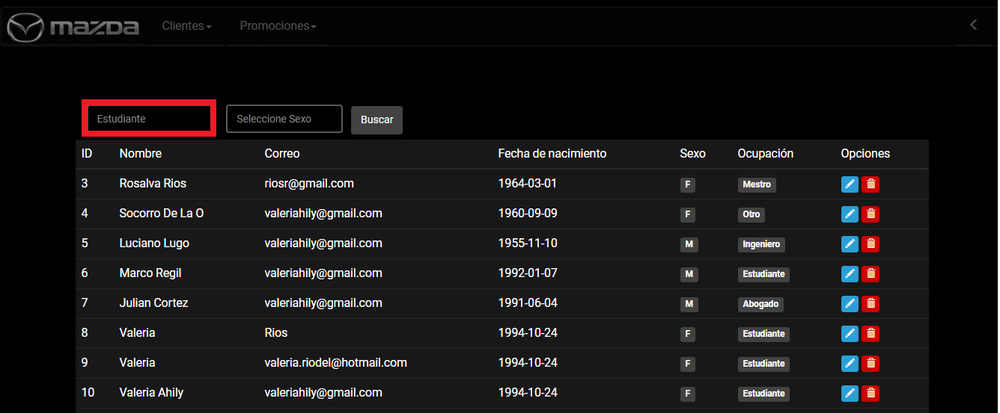 mazda Clientes Promociones
Estudiante Seleccione Sexo Buscar
ID Nombre Correo Fecha de nacimiento Sexo Ocupación Opciones
3 Rosalva Rios riosr@gmail.com 1964-03-01 F Mestro
4 Socorro De La O valeriahily@gmail.com 1960-09-09 F Otro
5 Luciano Lugo valeriahily@gmail.com 1955-11-10 M Ingeniero
6 Marco Regil valeriahily@gmail.com 1992-01-07 M Estudiante
7 Julian Cortez valeriahily@gmail.com 1991-06-04 M Abogado
8 Valeria Rios 1994-10-24 F Estudiante
9 Valeria valeria.riodel@hotmail.com 1994-10-24 F Estudiante
10 Valeria Ahily valeriahily@gmail.com 1994-10-24 F Estudiante